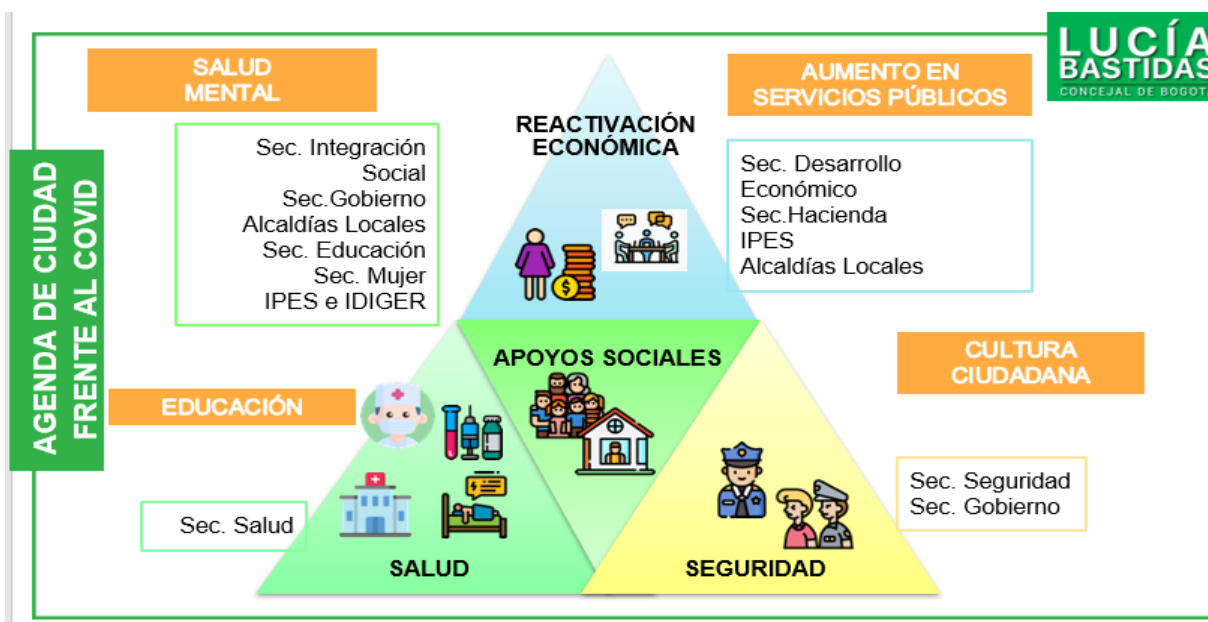 LUCÍA
BASTIDAS
CONCEJAL DE BOGOT
AGENDA DE CIUDAD
FRENTE AL COVID
SALUD
MENTAL
Sec. Integración
Social
Sec.Gobierno
Alcaldías Locales
Sec. Educación
Sec. Mujer
IPES e IDIGER
REACTIVACIÓN
ECONÓMICA
AUMENTO EN
SERVICIOS PÚBLICOS
Sec. Desarrollo
Económico
Sec.Hacienda
IPES
Alcaldías Locales
APOYOS SOCIALES
EDUCACIÓN
Sec. Salud
SALUD
CULTURA
CIUDADANA
Sec. Seguridad
Sec. Gobierno
SEGURIDAD